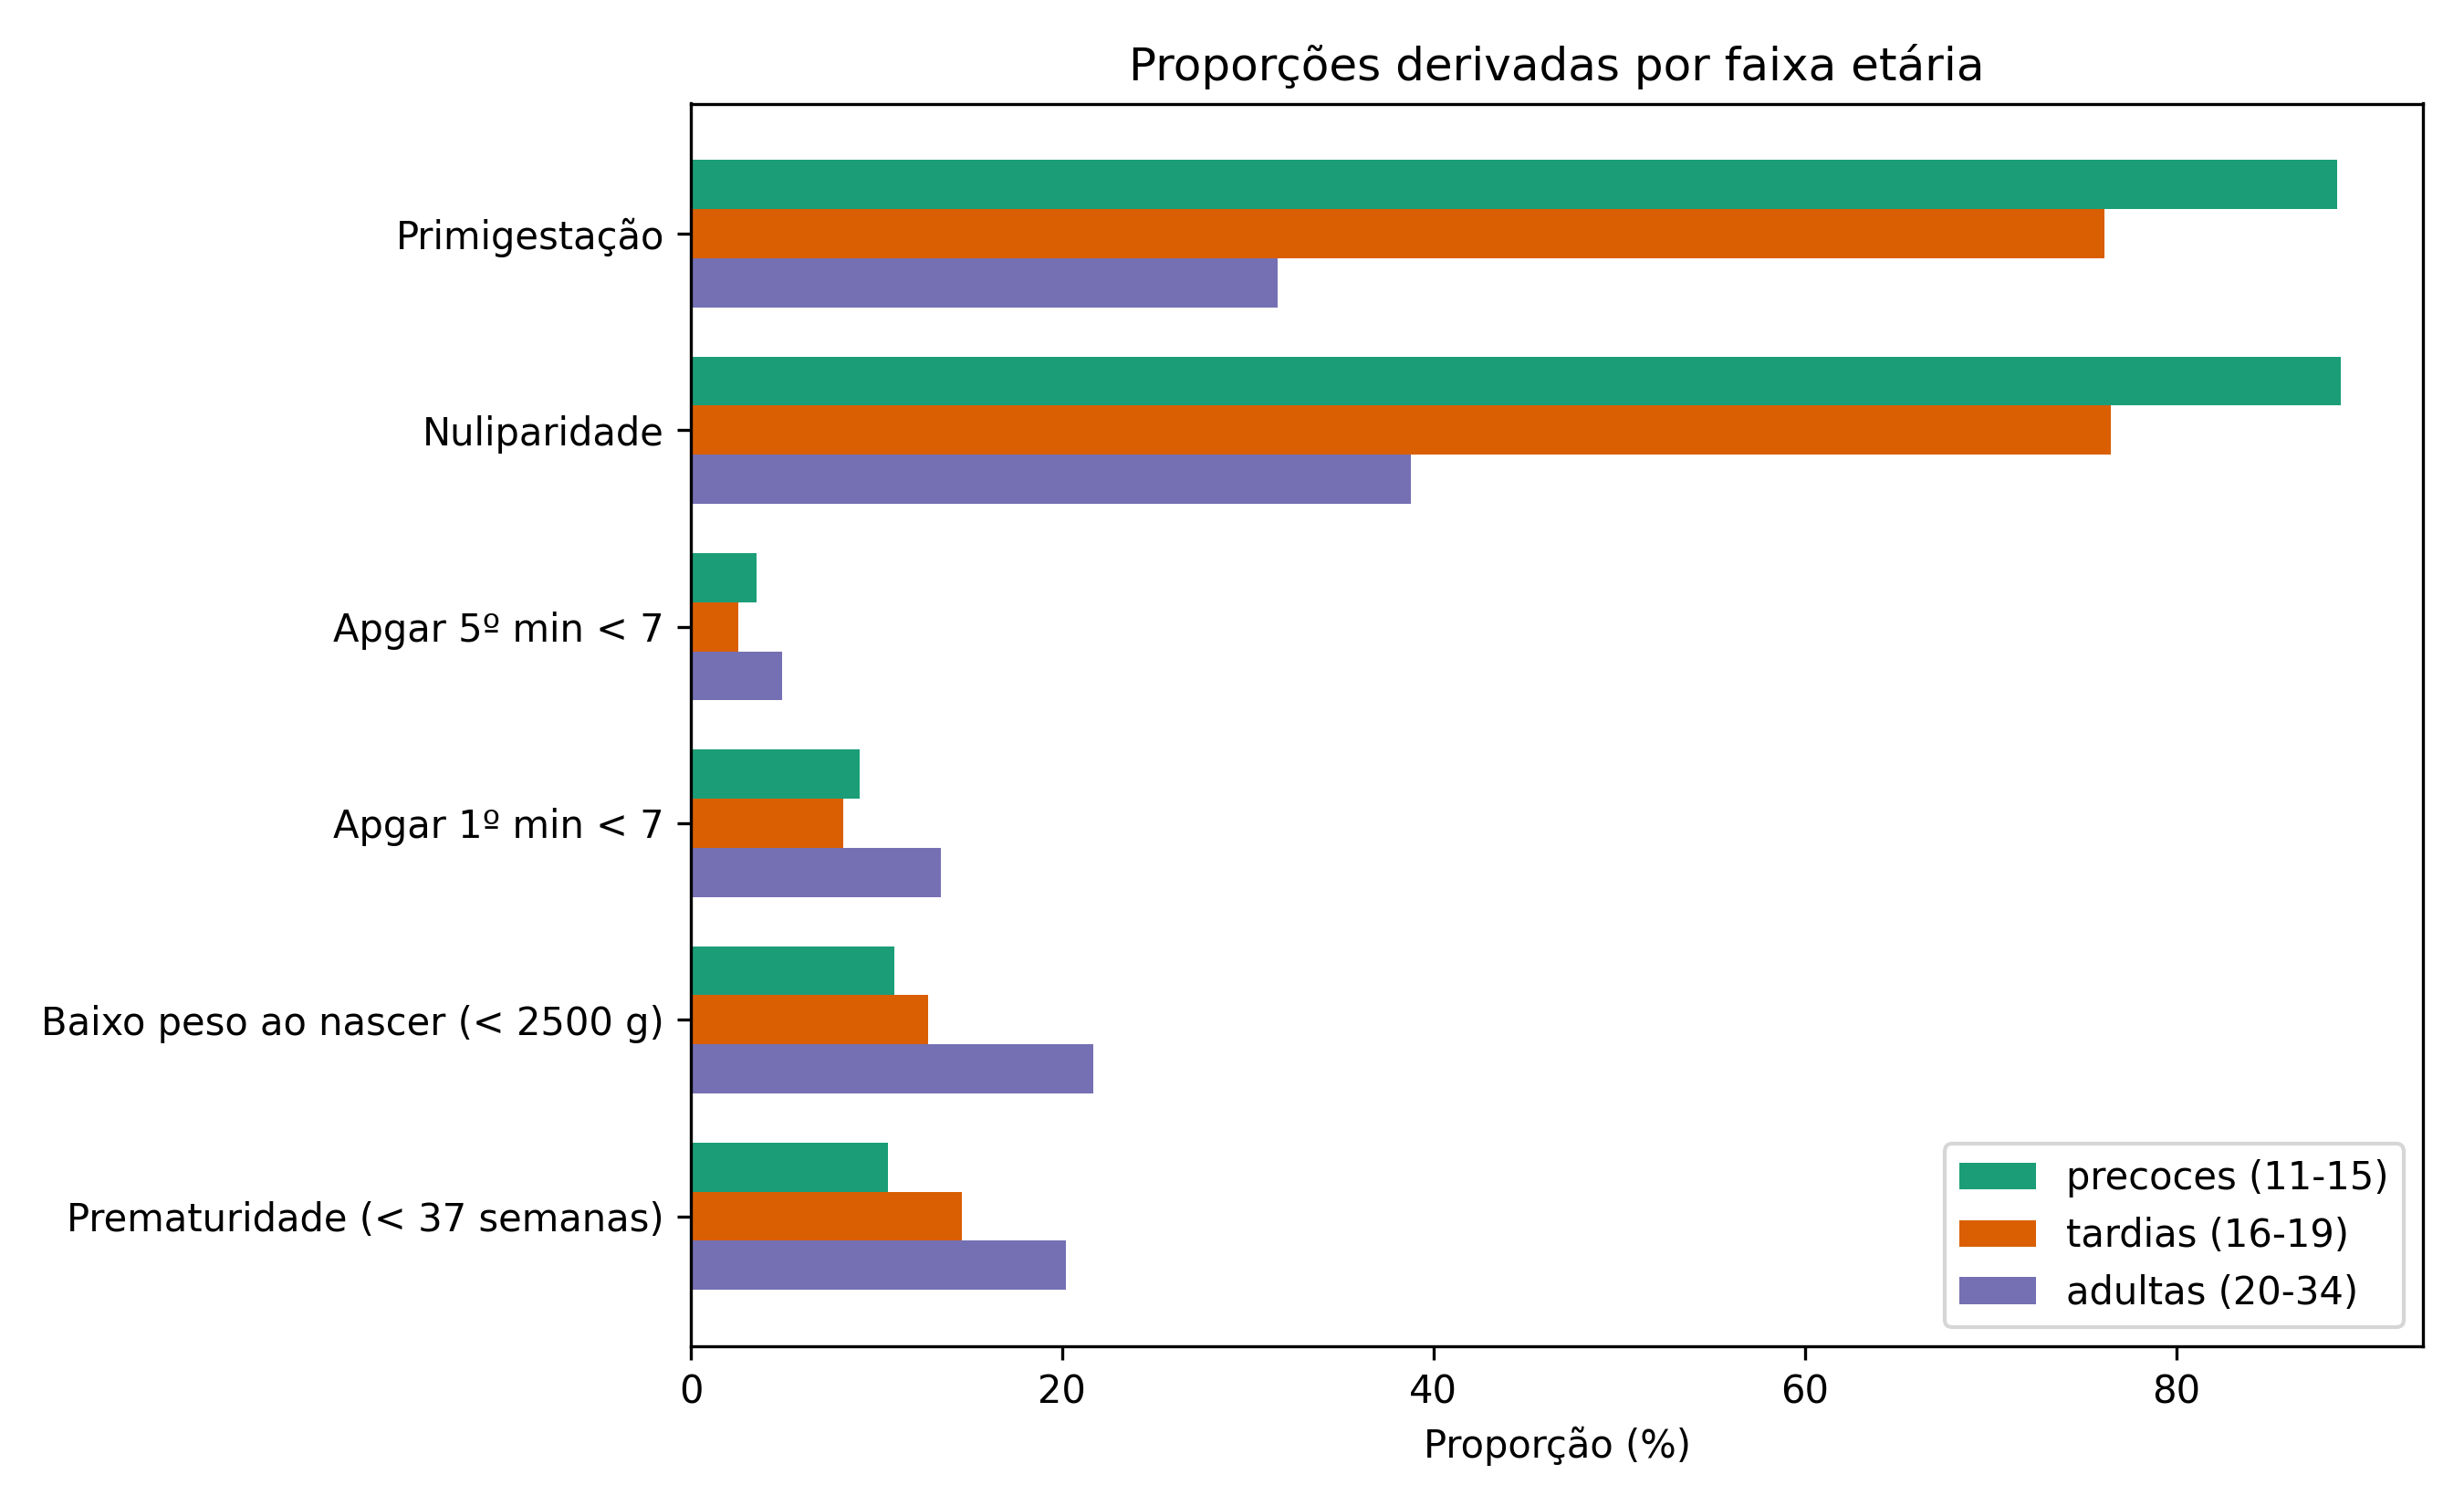 Proporções derivadas por faixa etária
Primigestação
Nuliparidade
Apgar 5º min < 7
Apgar 1º min < 7
Baixo peso ao nascer (< 2500 g)
Prematuridade (< 37 semanas)
precoces (11-15)
tardias (16-19)
adultas (20-34)
0 20 40 60 80
Proporção (%)